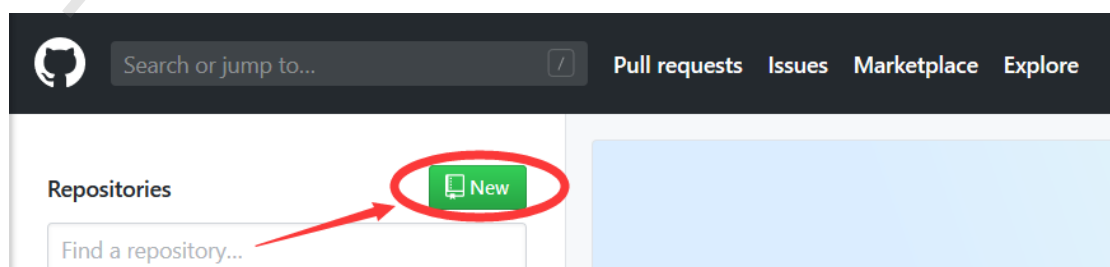 Search or jump to... / Pull requests Issues Marketplace Explore
Repositories New
Find a repository...